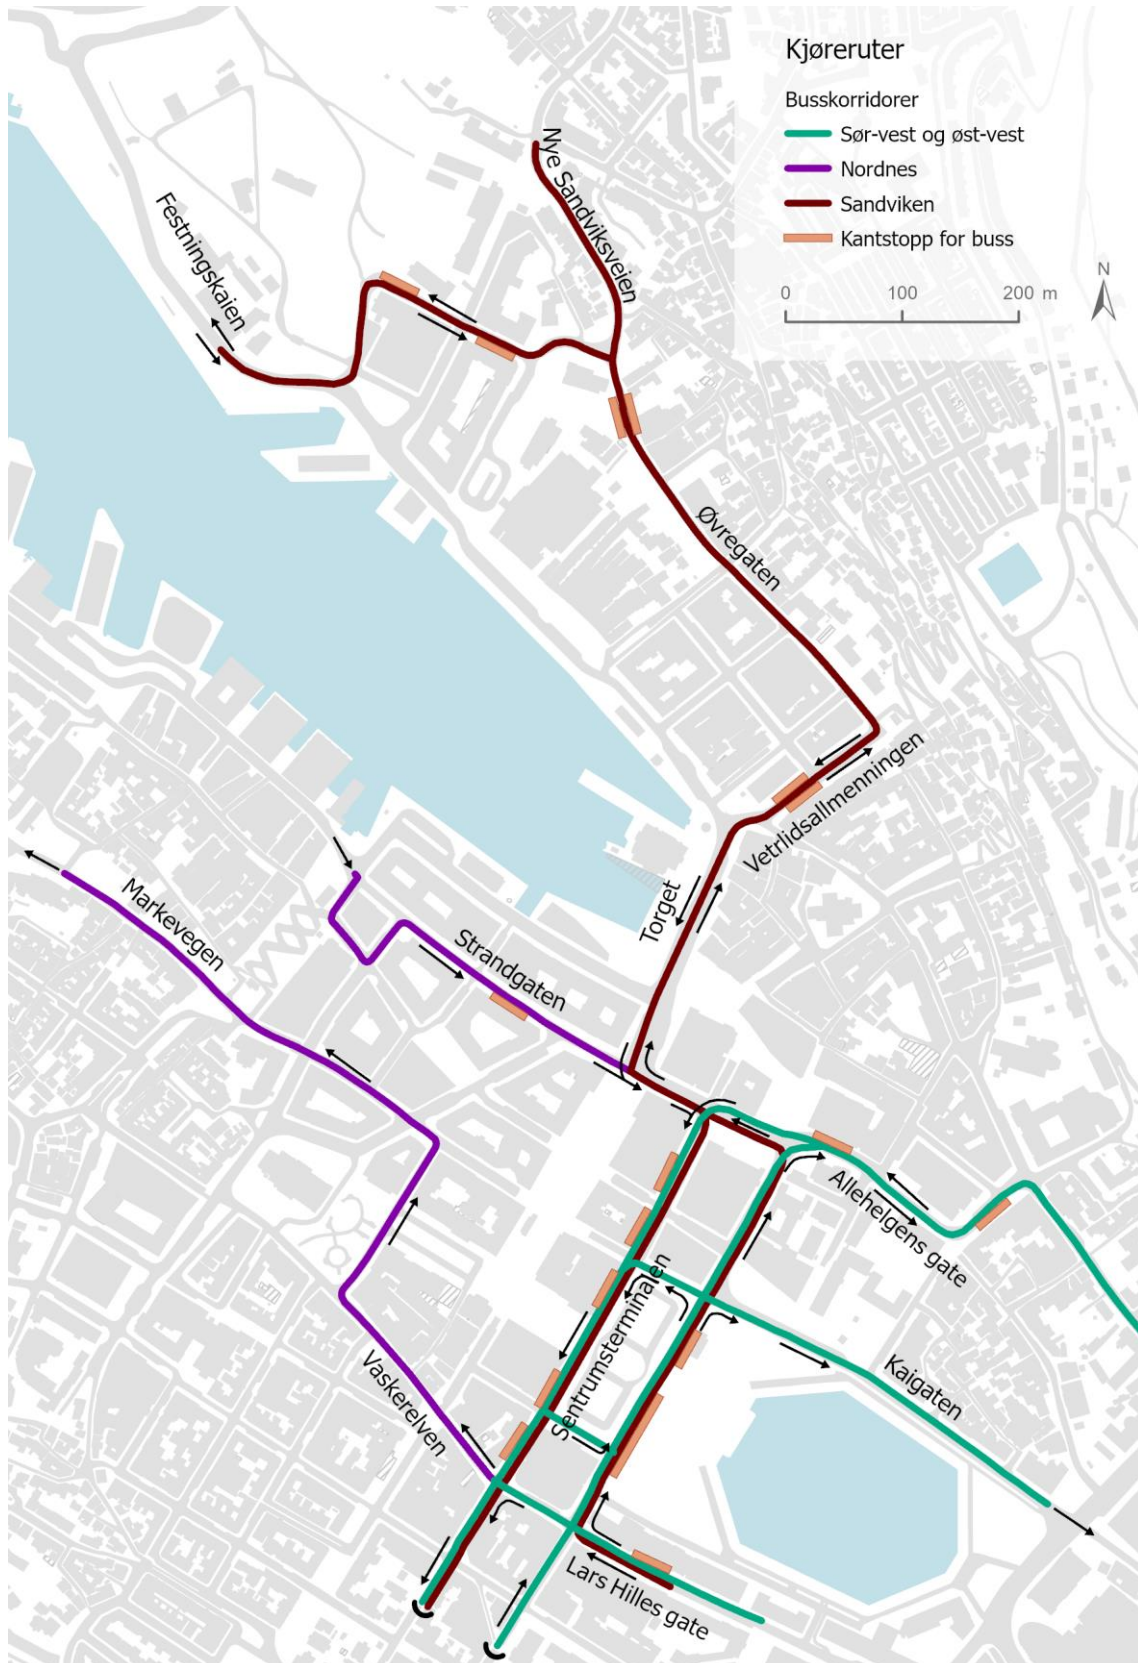 Kjøreruter
Busskorridorer
Sør-vest og øst-vest
Nordnes
Sandviken
Kantstopp for buss
0 100 200 m
N
Nye Sandviksveien
Festningskaien
Øvregaten
Vetrlidsallmenningen
Torget
Markevegen
Strandgaten
Allehelgens gate
Sentrumsterminalen
Kaigaten
Vaskerelven
Lars Hilles gate